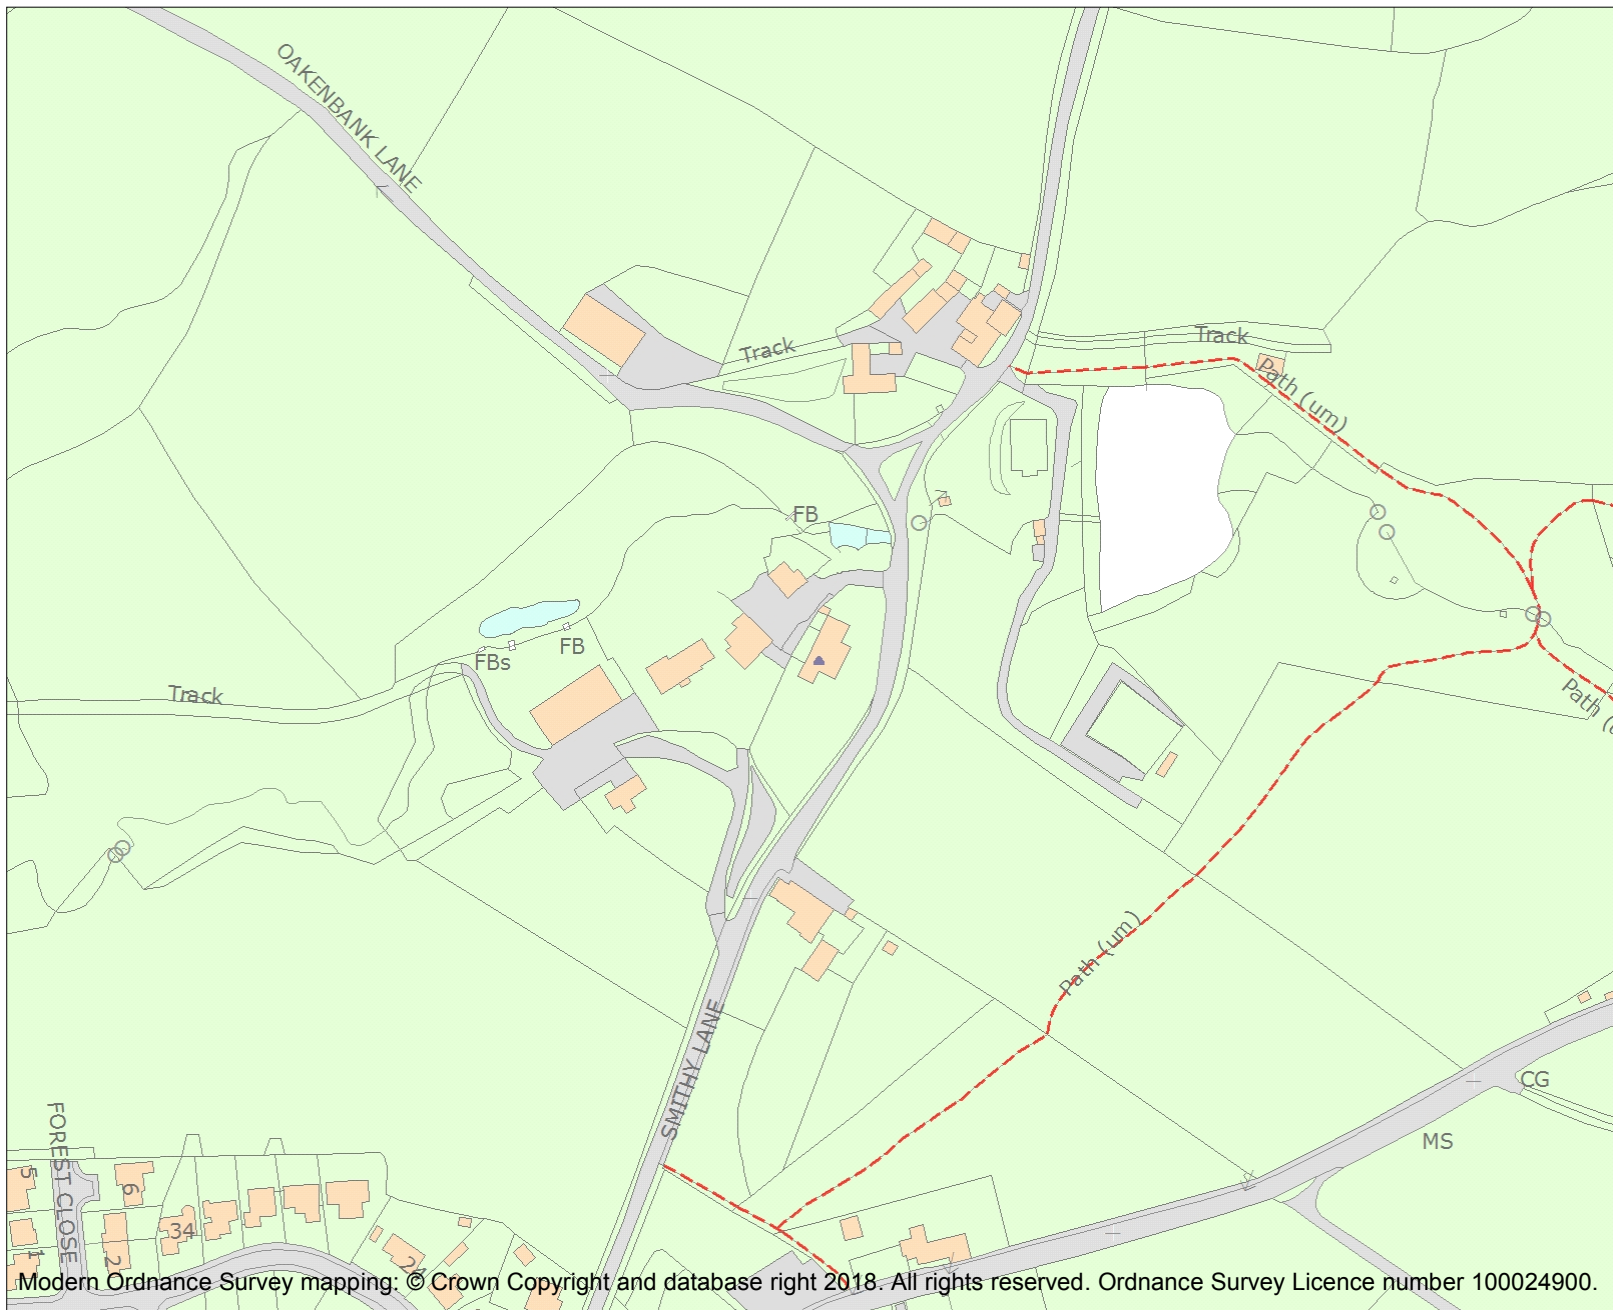 OAKENBANK LANE
Track
Track
Path (um)
FB
FB
FBs
Track
Path (u
Path (um)
SMITHY LANE
CG
MS
FOREST CLOSE
5
6
34
1
2
24
Modern Ordnance Survey mapping: © Crown Copyright and database right 2018. All rights reserved. Ordnance Survey Licence number 100024900.